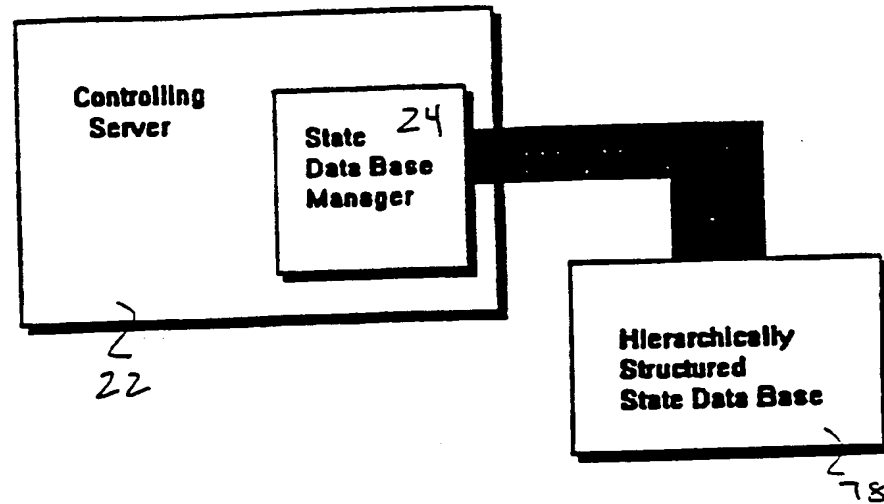 Controlling
Server
State 24
Data Base
Manager
22
Hierarchically
Structured
State Data Base
78